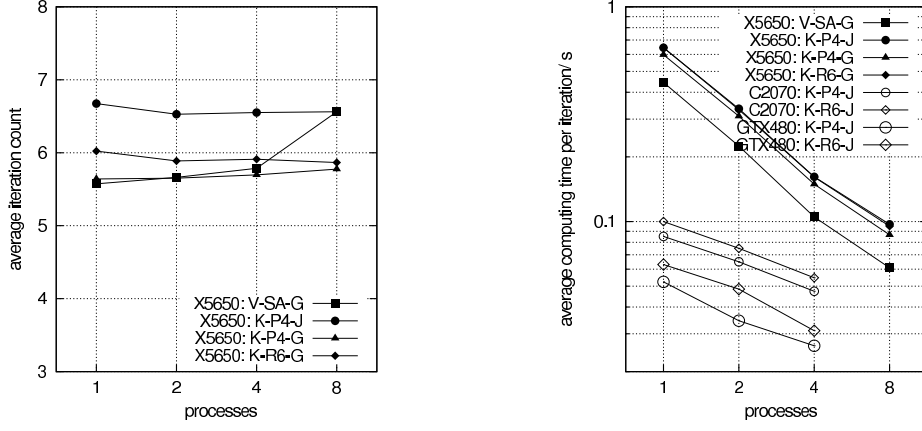 8
7
6
5
4
3
average iteration count
X5650: V-SA-G
X5650: K-P4-J
X5650: K-P4-G
X5650: K-R6-G
1 2 4 8
processes
1
0.1
average computing time per iteration/ s
X5650: V-SA-G
X5650: K-P4-J
X5650: K-P4-G
X5650: K-R6-G
C2070: K-P4-J
C2070: K-R6-J
GTX480: K-P4-J
GTX480: K-R6-J
1 2 4 8
processes